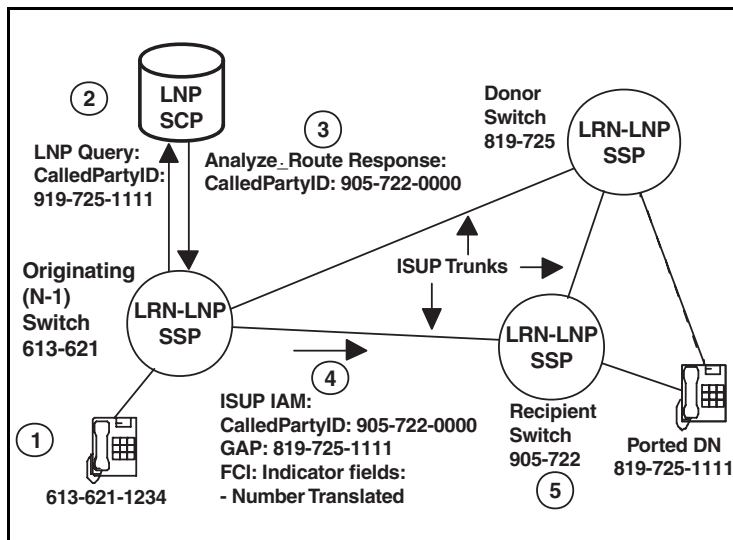 2
LNP
SCP
LNP Query:
CalledPartyID:
919-725-1111
3
Analyze_Route Response:
CalledPartyID: 905-722-0000
Donor
Switch
819-725
LRN-LNP
SSP
Originating
(N-1)
Switch
613-621
LRN-LNP
SSP
ISUP Trunks
LRN-LNP
SSP
4
ISUP IAM:
CalledPartyID: 905-722-0000
GAP: 819-725-1111
FCI: Indicator fields:
- Number Translated
1
613-621-1234
Recipient
Switch
905-722
5
Ported DN
819-725-1111